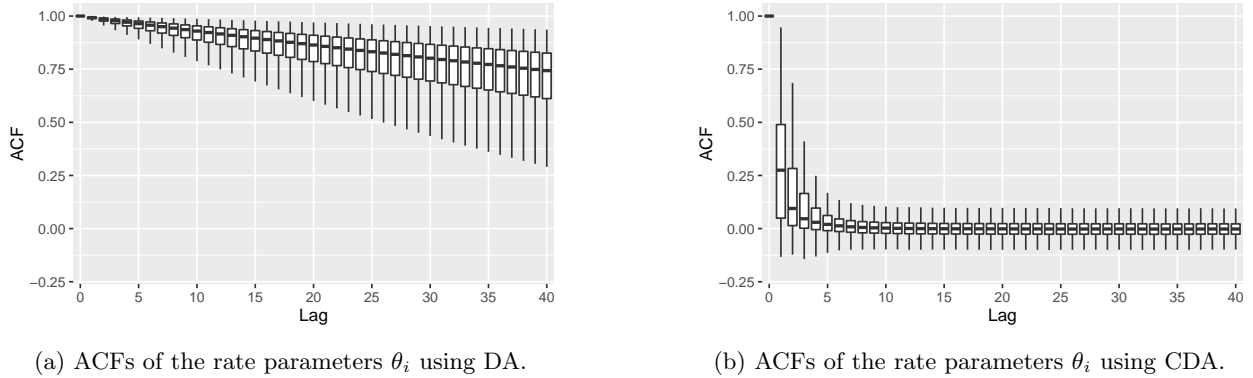 1.00
0.75
0.50
0.25
0.00
−0.25
ACF
0 5 10 15 20 25 30 35 40
Lag
(a) ACFs of the rate parameters θᵢ using DA.
1.00
0.75
0.50
0.25
0.00
−0.25
ACF
0 5 10 15 20 25 30 35 40
Lag
(b) ACFs of the rate parameters θᵢ using CDA.